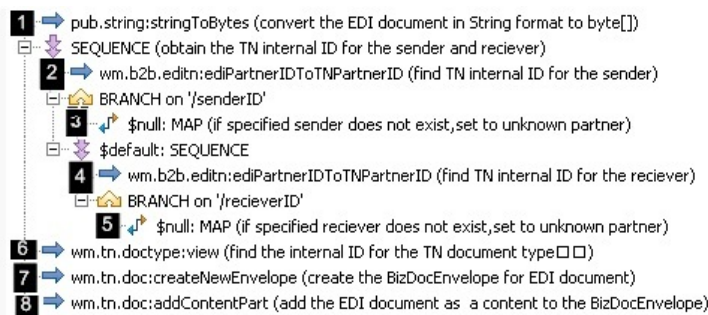 1 pub.string:stringToBytes (convert the EDI document in String format to byte[])
SEQUENCE (obtain the TN internal ID for the sender and reciever)
2 wm.b2b.editn:ediPartnerIDToTNPartnerID (find TN internal ID for the sender)
BRANCH on '/senderID'
3 $null: MAP (if specified sender does not exist,set to unknown partner)
$default: SEQUENCE
4 wm.b2b.editn:ediPartnerIDToTNPartnerID (find TN internal ID for the reciever)
BRANCH on '/recieverID'
5 $null: MAP (if specified reciever does not exist,set to unknown partner)
6 wm.tn.doctype:view (find the internal ID for the TN document type□□)
7 wm.tn.doc:createNewEnvelope (create the BizDocEnvelope for EDI document)
8 wm.tn.doc:addContentPart (add the EDI document as a content to the BizDocEnvelope)